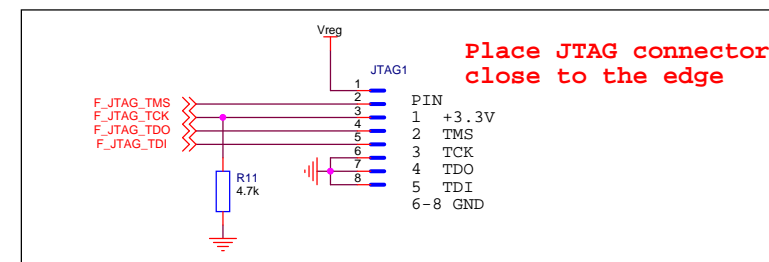 Vreg
Place JTAG connector
close to the edge
JTAG1
1
2
3
4
5
6
7
8
F_JTAG_TMS
F_JTAG_TCK
F_JTAG_TDO
F_JTAG_TDI
R11
4.7k
PIN
1 +3.3V
2 TMS
3 TCK
4 TDO
5 TDI
6-8 GND